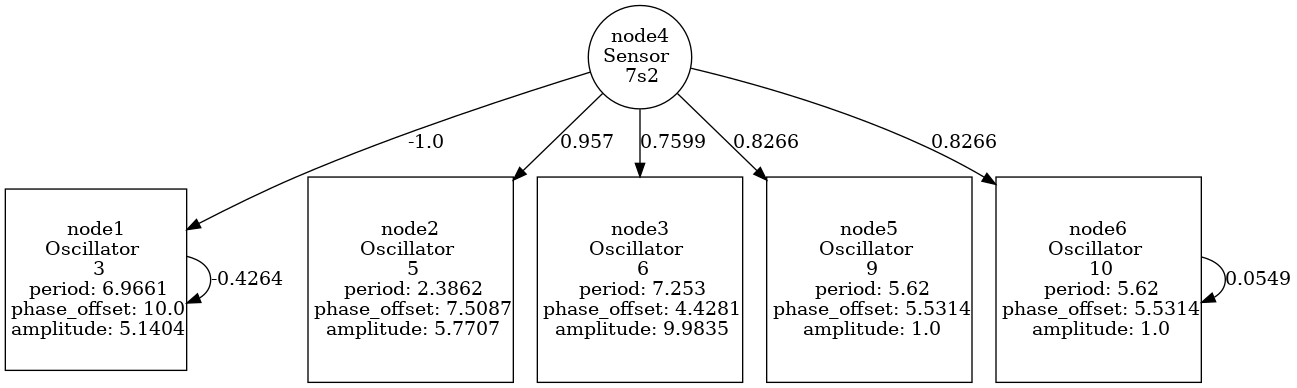 node4
Sensor
7s2
-1.0
0.957
0.7599
0.8266
0.8266
node1
Oscillator
3
period: 6.9661
phase_offset: 10.0
amplitude: 5.1404
-0.4264
node2
Oscillator
5
period: 2.3862
phase_offset: 7.5087
amplitude: 5.7707
node3
Oscillator
6
period: 7.253
phase_offset: 4.4281
amplitude: 9.9835
node5
Oscillator
9
period: 5.62
phase_offset: 5.5314
amplitude: 1.0
node6
Oscillator
10
period: 5.62
phase_offset: 5.5314
amplitude: 1.0
0.0549